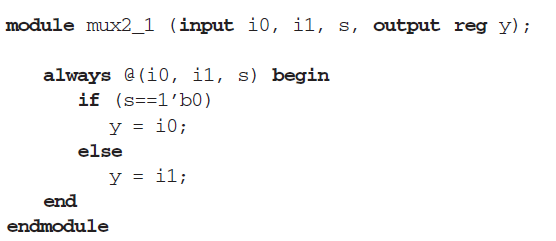 module mux2_1 (input i0, i1, s, output reg y);
always @(i0, i1, s) begin
if (s==1’b0)
y = i0;
else
y = i1;
end
endmodule